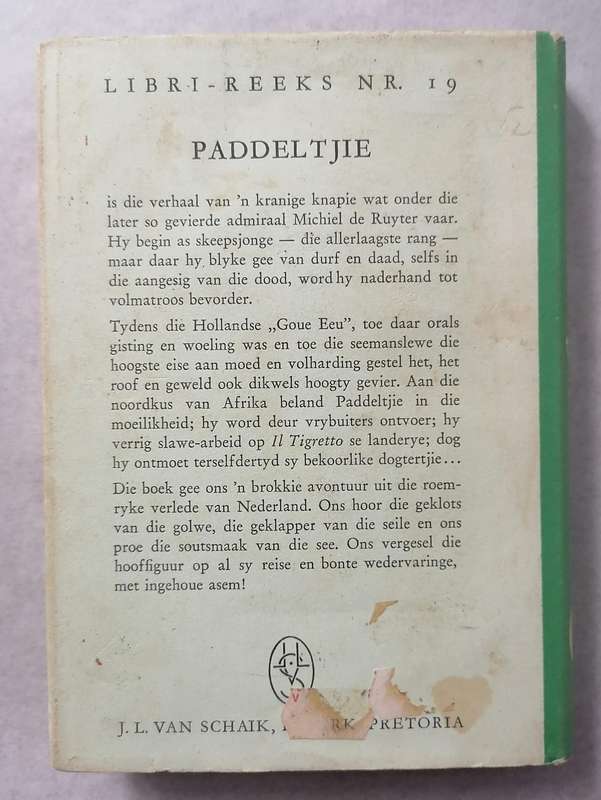 LIBRI-REEKS NR. 19
PADDELTJIE
is die verhaal van 'n kranige knapie wat onder die
later so gevierde admiraal Michiel de Ruyter vaar.
Hy begin as skeepsjonge — die allerlaagste rang —
maar daar hy blyke gee van durf en daad, selfs in
die aangesig van die dood, word hy naderhand tot
volmatroos bevorder.
Tydens die Hollandse „Goue Eeu”, toe daar orals
gisting en woeling was en toe die seemanslewe die
hoogste eise aan moed en volharding gestel het, het
roof en geweld ook dikwels hoogty gevier. Aan die
noordkus van Afrika beland Paddeltjie in die
moeilikheid; hy word deur vrybuiters ontvoer; hy
verrig slawe-arbeid op Il Tigretto se landerye; dog
hy ontmoet terselfdertyd sy bekoorlike dogtertjie...
Die boek gee ons 'n brokkie avontuur uit die roem-
ryke verlede van Nederland. Ons hoor die geklots
van die golwe, die geklapper van die seile en ons
proe die soutsmaak van die see. Ons vergesel die
hooffiguur op al sy reise en bonte wedervaringe,
met ingehoue asem!
J. L. VAN SCHAIK, PRETORIA